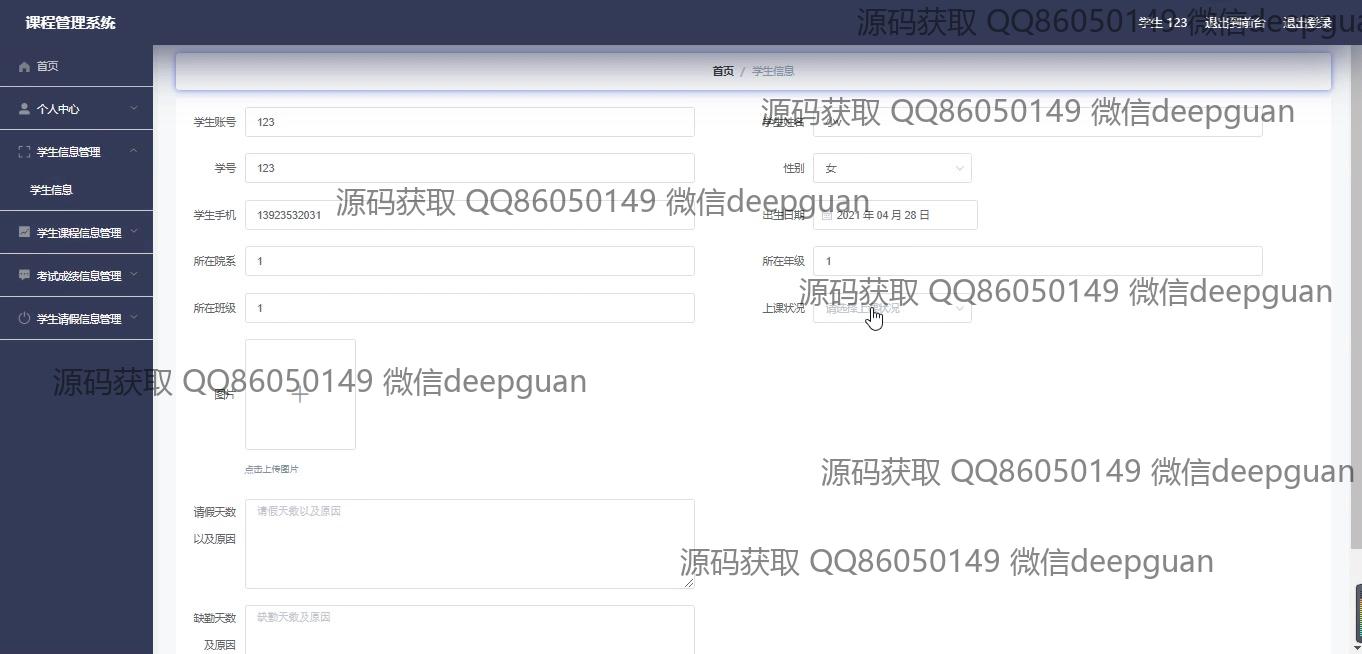 课程管理系统
源码获取 QQ86050149 微信deepgua
学生 123 退出到前台 退出登录
首页
首页 / 学生信息
个人中心
学生账号 123
学生姓名
源码获取 QQ86050149 微信deepguan
学生信息管理
学号 123
性别 女
学生信息
源码获取 QQ86050149 微信deepguan
学生手机 13923532031
出生日期 2021 年 04 月 28 日
学生课程信息管理
所在院系 1
所在年级 1
考试成绩信息管理
源码获取 QQ86050149 微信deepguan
所在班级 1
上课状况 请选择上课状况
学生请假信息管理
源码获取 QQ86050149 微信deepguan
图片
点击上传图片
源码获取 QQ86050149 微信deepguan
请假天数
以及原因
请假天数以及原因
源码获取 QQ86050149 微信deepguan
缺勤天数
及原因
缺勤天数及原因